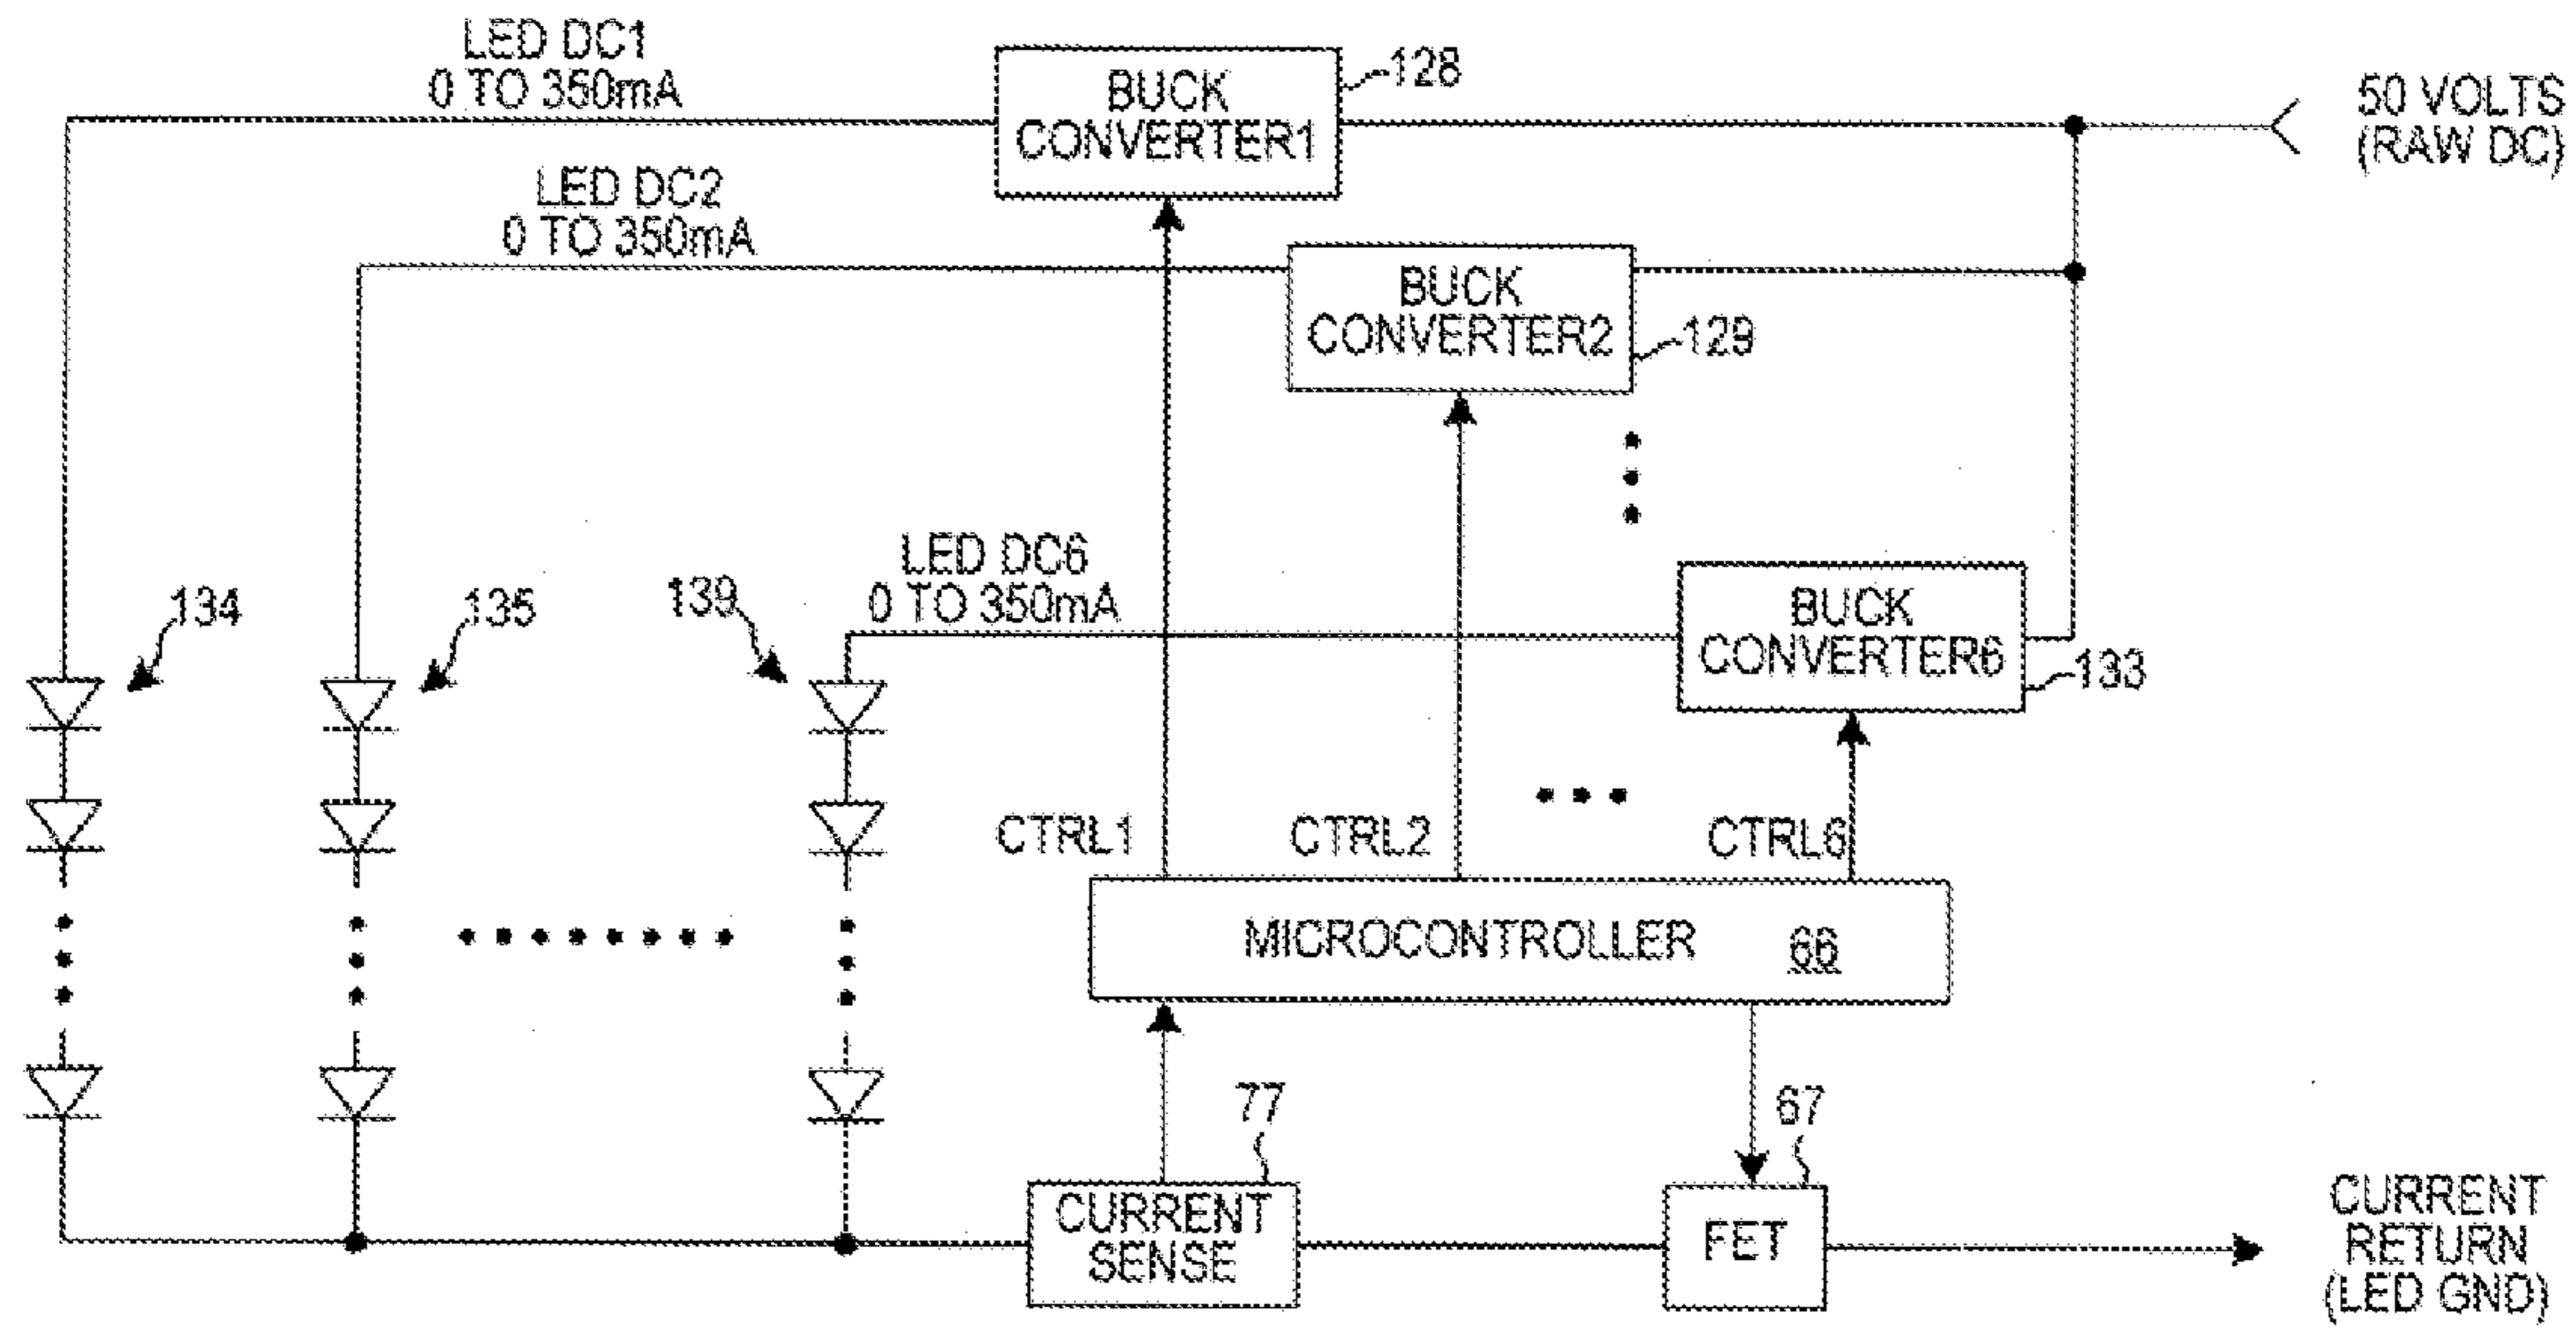 LED DC1
0 TO 350mA
BUCK
CONVERTER1
128
50 VOLTS
(RAW DC)
LED DC2
0 TO 350mA
BUCK
CONVERTER2
129
LED DC6
0 TO 350mA
BUCK
CONVERTER6
133
134
135
139
CTRL1
CTRL2
CTRL6
MICROCONTROLLER 66
77
67
CURRENT
SENSE
FET
CURRENT
RETURN
(LED GND)